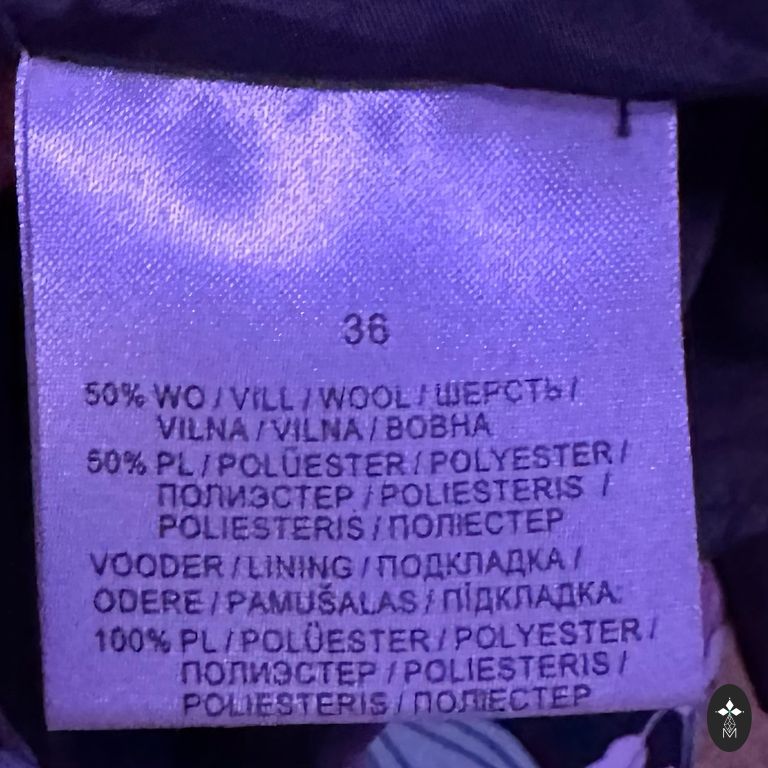 36
50% WO / VILL / WOOL / ШЕРСТЬ /
VILNA / VILNA / ВОВНА
50% PL / POLÜESTER / POLYESTER /
ПОЛИЭСТЕР / POLIESTERIS /
POLIESTERIS / ПОЛІЕСТЕР
VOODER / LINING / ПОДКЛАДКА /
ODERE / PAMUŠALAS / ПІДКЛАДКА:
100% PL / POLÜESTER / POLYESTER /
ПОЛИЭСТЕР / POLIESTERIS /
POLIESTERIS / ПОЛІЕСТЕР
M